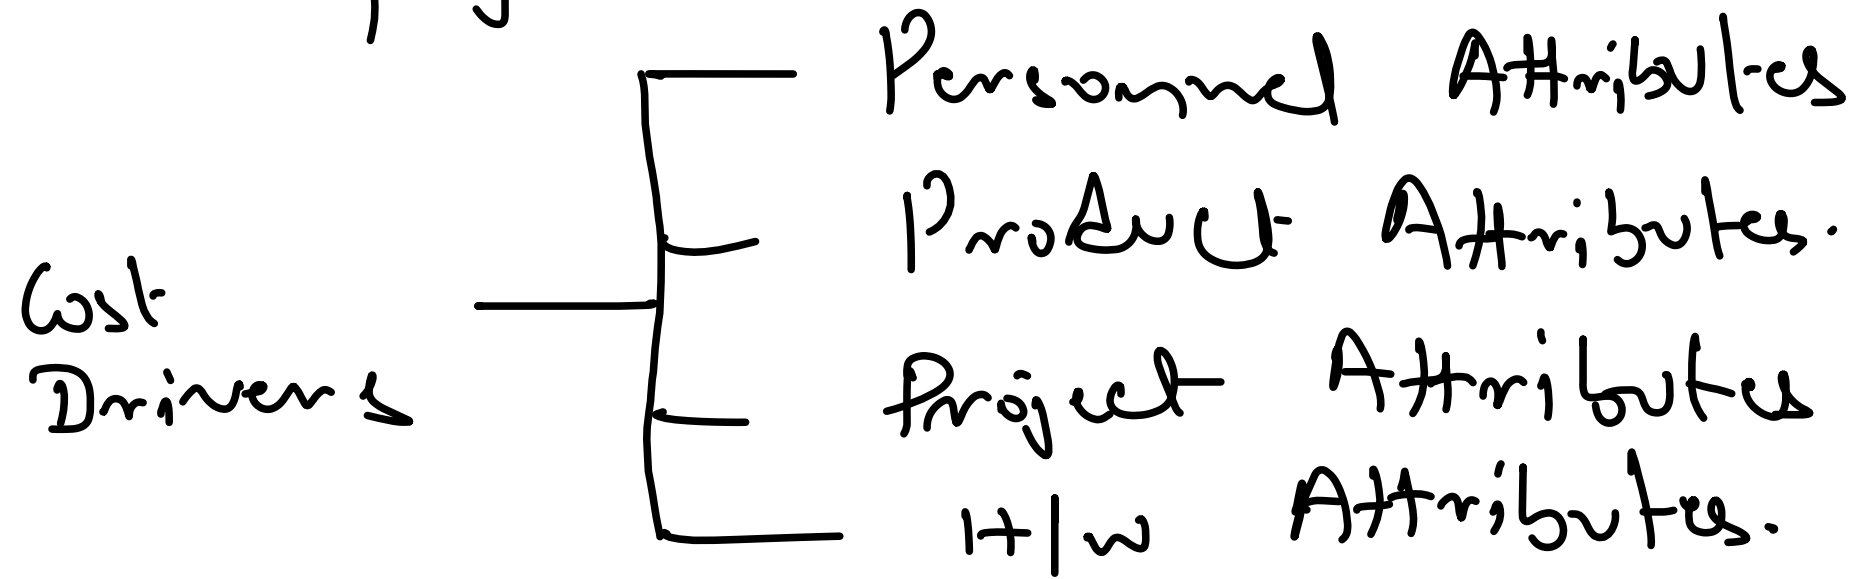 Personnel Attributes
Product Attributes.
Cost
Drivers
Project Attributes
H/w Attributes.